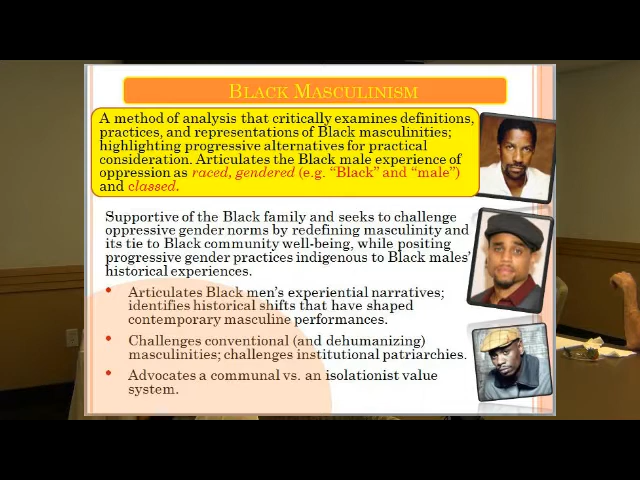 BLACK MASCULINISM
A method of analysis that critically examines definitions,
practices, and representations of Black masculinities;
highlighting progressive alternatives for practical
consideration. Articulates the Black male experience of
oppression as raced, gendered (e.g. “Black” and “male”)
and classed.
Supportive of the Black family and seeks to challenge
oppressive gender norms by redefining masculinity and
its tie to Black community well-being, while positing
progressive gender practices indigenous to Black males’
historical experiences.
• Articulates Black men’s experiential narratives;
identifies historical shifts that have shaped
contemporary masculine performances.
• Challenges conventional (and dehumanizing)
masculinities; challenges institutional patriarchies.
• Advocates a communal vs. an isolationist value
system.